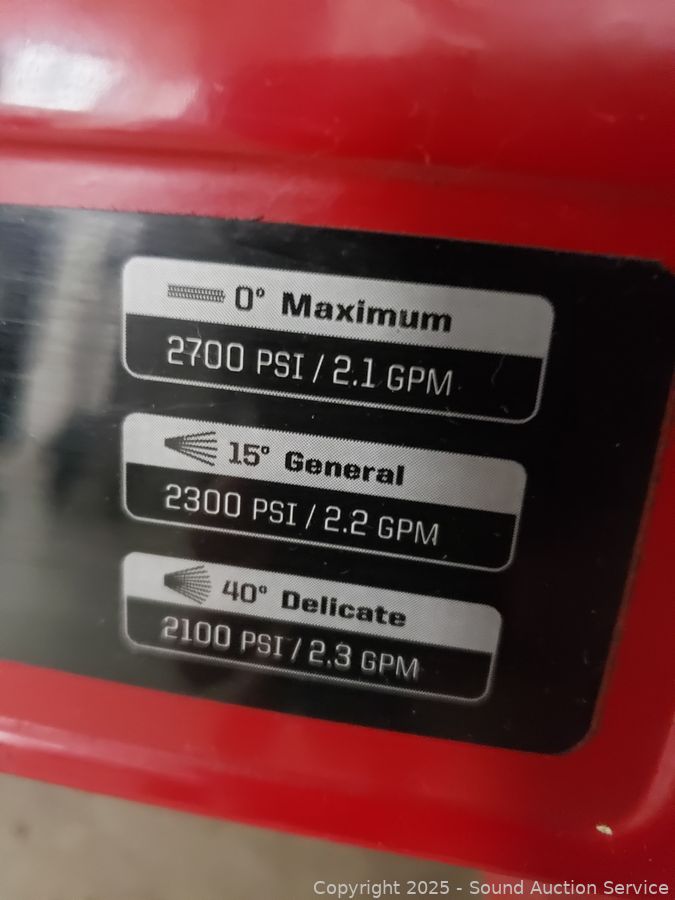 0° Maximum
2700 PSI / 2.1 GPM
15° General
2300 PSI / 2.2 GPM
40° Delicate
2100 PSI / 2.3 GPM
Copyright 2025 - Sound Auction Service